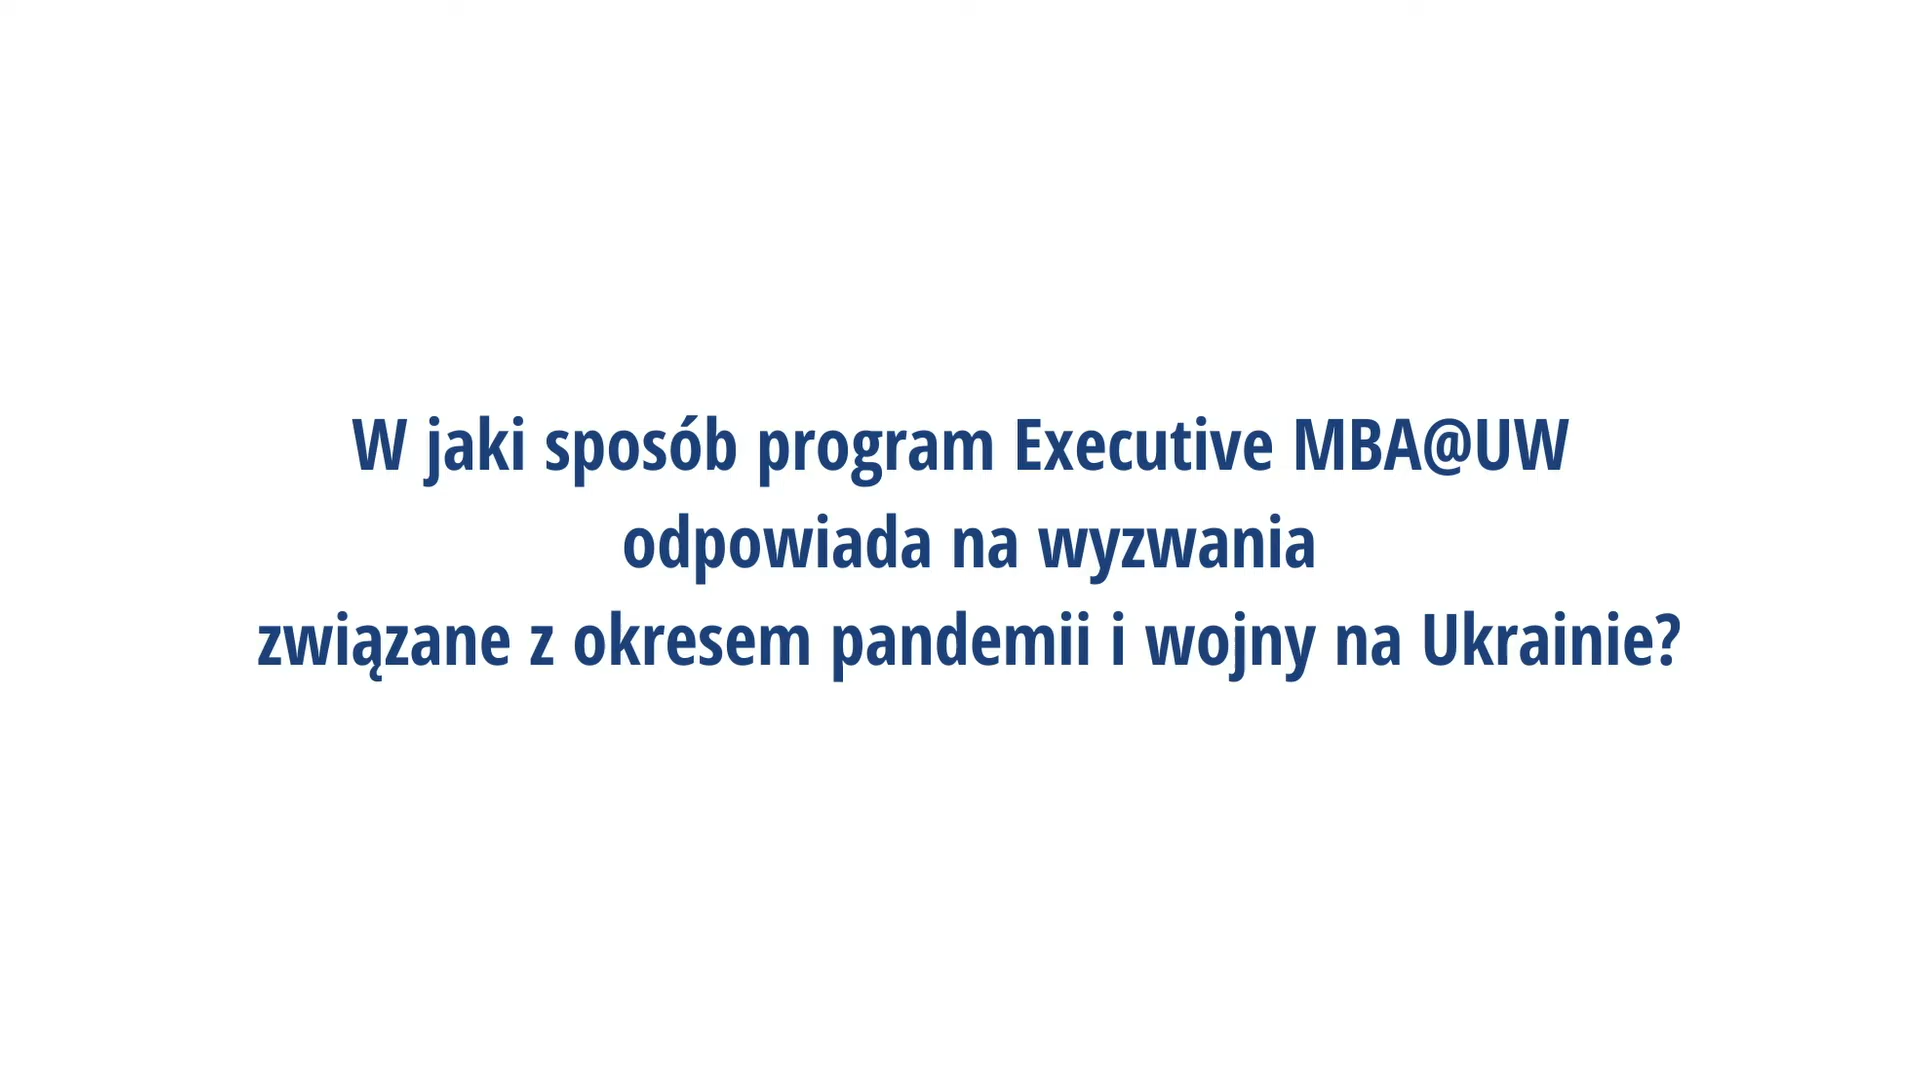 W jaki sposób program Executive MBA@UW
odpowiada na wyzwania
związane z okresem pandemii i wojny na Ukrainie?